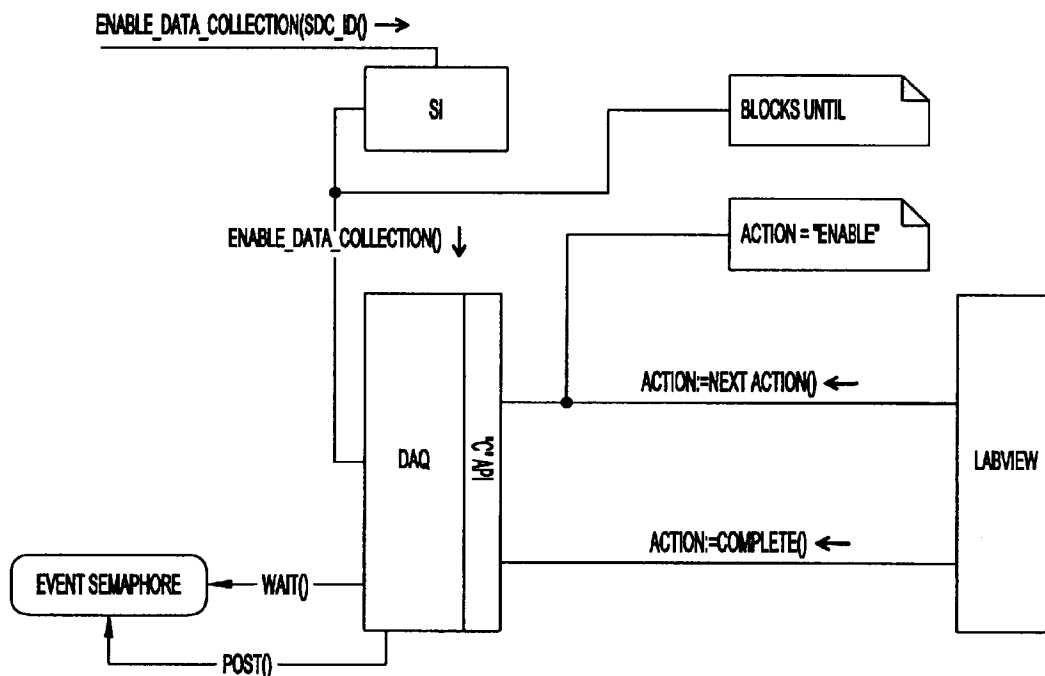 ENABLE_DATA_COLLECTION(SDC_ID()
SI
BLOCKS UNTIL
ENABLE_DATA_COLLECTION()
ACTION = "ENABLE"
ACTION:=NEXT ACTION()
DAQ
"C" API
LABVIEW
ACTION:=COMPLETE()
EVENT SEMAPHORE
WAIT()
POST()